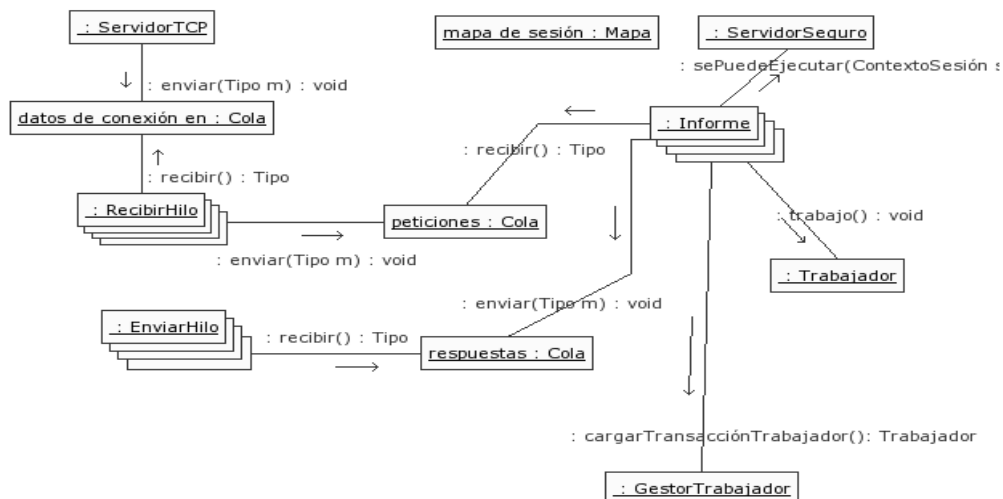 : ServidorTCP
mapa de sesión : Mapa
: ServidorSeguro
: sePuedeEjecutar(ContextoSesión s
: enviar(Tipo m) : void
datos de conexión en : Cola
: Informe
: recibir() : Tipo
: recibir() : Tipo
: RecibirHilo
peticiones : Cola
: trabajo() : void
: enviar(Tipo m) : void
: Trabajador
: enviar(Tipo m) : void
: EnviarHilo
: recibir() : Tipo
respuestas : Cola
: cargarTransacciónTrabajador(): Trabajador
: GestorTrabajador